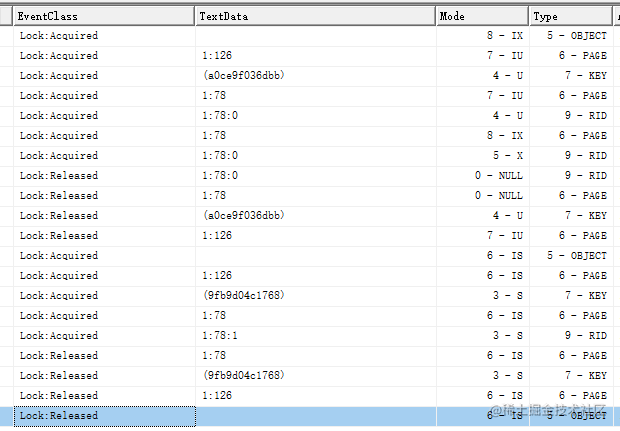 EventClass TextData Mode Type
Lock:Acquired 8 - IX 5 - OBJECT
Lock:Acquired 1:126 7 - IU 6 - PAGE
Lock:Acquired (a0ce9f036dbb) 4 - U 7 - KEY
Lock:Acquired 1:78 7 - IU 6 - PAGE
Lock:Acquired 1:78:0 4 - U 9 - RID
Lock:Acquired 1:78 8 - IX 6 - PAGE
Lock:Acquired 1:78:0 5 - X 9 - RID
Lock:Released 1:78:0 0 - NULL 9 - RID
Lock:Released 1:78 0 - NULL 6 - PAGE
Lock:Released (a0ce9f036dbb) 4 - U 7 - KEY
Lock:Released 1:126 7 - IU 6 - PAGE
Lock:Acquired 6 - IS 5 - OBJECT
Lock:Acquired 1:126 6 - IS 6 - PAGE
Lock:Acquired (9fb9d04c1768) 3 - S 7 - KEY
Lock:Acquired 1:78 6 - IS 6 - PAGE
Lock:Acquired 1:78:1 3 - S 9 - RID
Lock:Released 1:78 6 - IS 6 - PAGE
Lock:Released (9fb9d04c1768) 3 - S 7 - KEY
Lock:Released 1:126 6 - IS 6 - PAGE
Lock:Released 6 - IS 5 - OBJECT
@稀土掘金技术社区